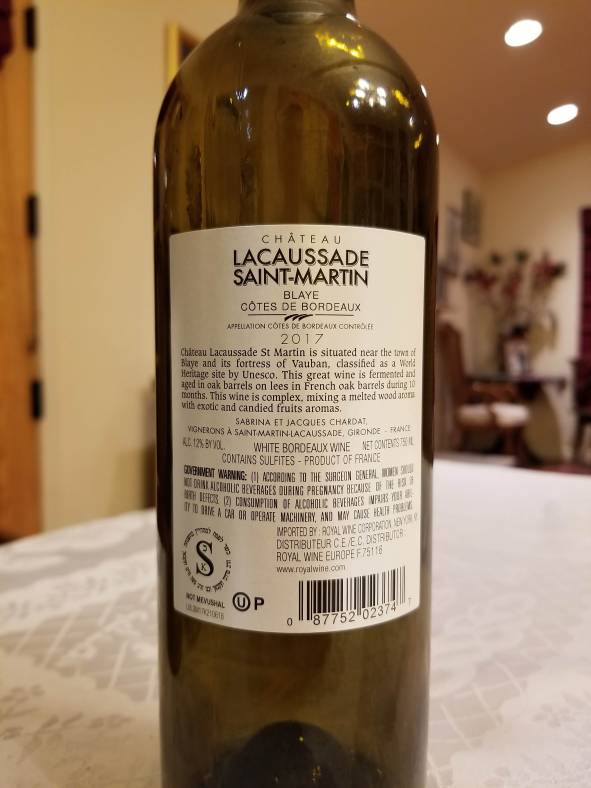 CHÂTEAU
LACAUSSADE
SAINT-MARTIN
BLAYE
CÔTES DE BORDEAUX
APPELLATION CÔTES DE BORDEAUX CONTRÔLÉE
2017
Château Lacaussade St Martin is situated near the town of
Blaye and its fortress of Vauban, classified as a World
Heritage site by Unesco. This great wine is fermented and
aged in oak barrels on lees in French oak barrels during 10
months. This wine is complex, mixing a melted wood aroma
with exotic and candied fruits aromas.
SABRINA ET JACQUES CHARDAT,
VIGNERONS À SAINT-MARTIN-LACAUSSADE, GIRONDE - FRANCE
ALC. 12% BY VOL. WHITE BORDEAUX WINE NET CONTENTS 750 ML
CONTAINS SULFITES - PRODUCT OF FRANCE
GOVERNMENT WARNING: (1) ACCORDING TO THE SURGEON GENERAL, WOMEN SHOULD
NOT DRINK ALCOHOLIC BEVERAGES DURING PREGNANCY BECAUSE OF THE RISK OF
BIRTH DEFECTS. (2) CONSUMPTION OF ALCOHOLIC BEVERAGES IMPAIRS YOUR ABIL-
ITY TO DRIVE A CAR OR OPERATE MACHINERY, AND MAY CAUSE HEALTH PROBLEMS.
IMPORTED BY : ROYAL WINE CORPORATION, NEW YORK, NY
DISTRIBUTEUR C.E./E.C. DISTRIBUTOR :
ROYAL WINE EUROPE F.75116
www.royalwine.com
S
K
NOT MEVUSHAL
U P
0 87752 02374 7